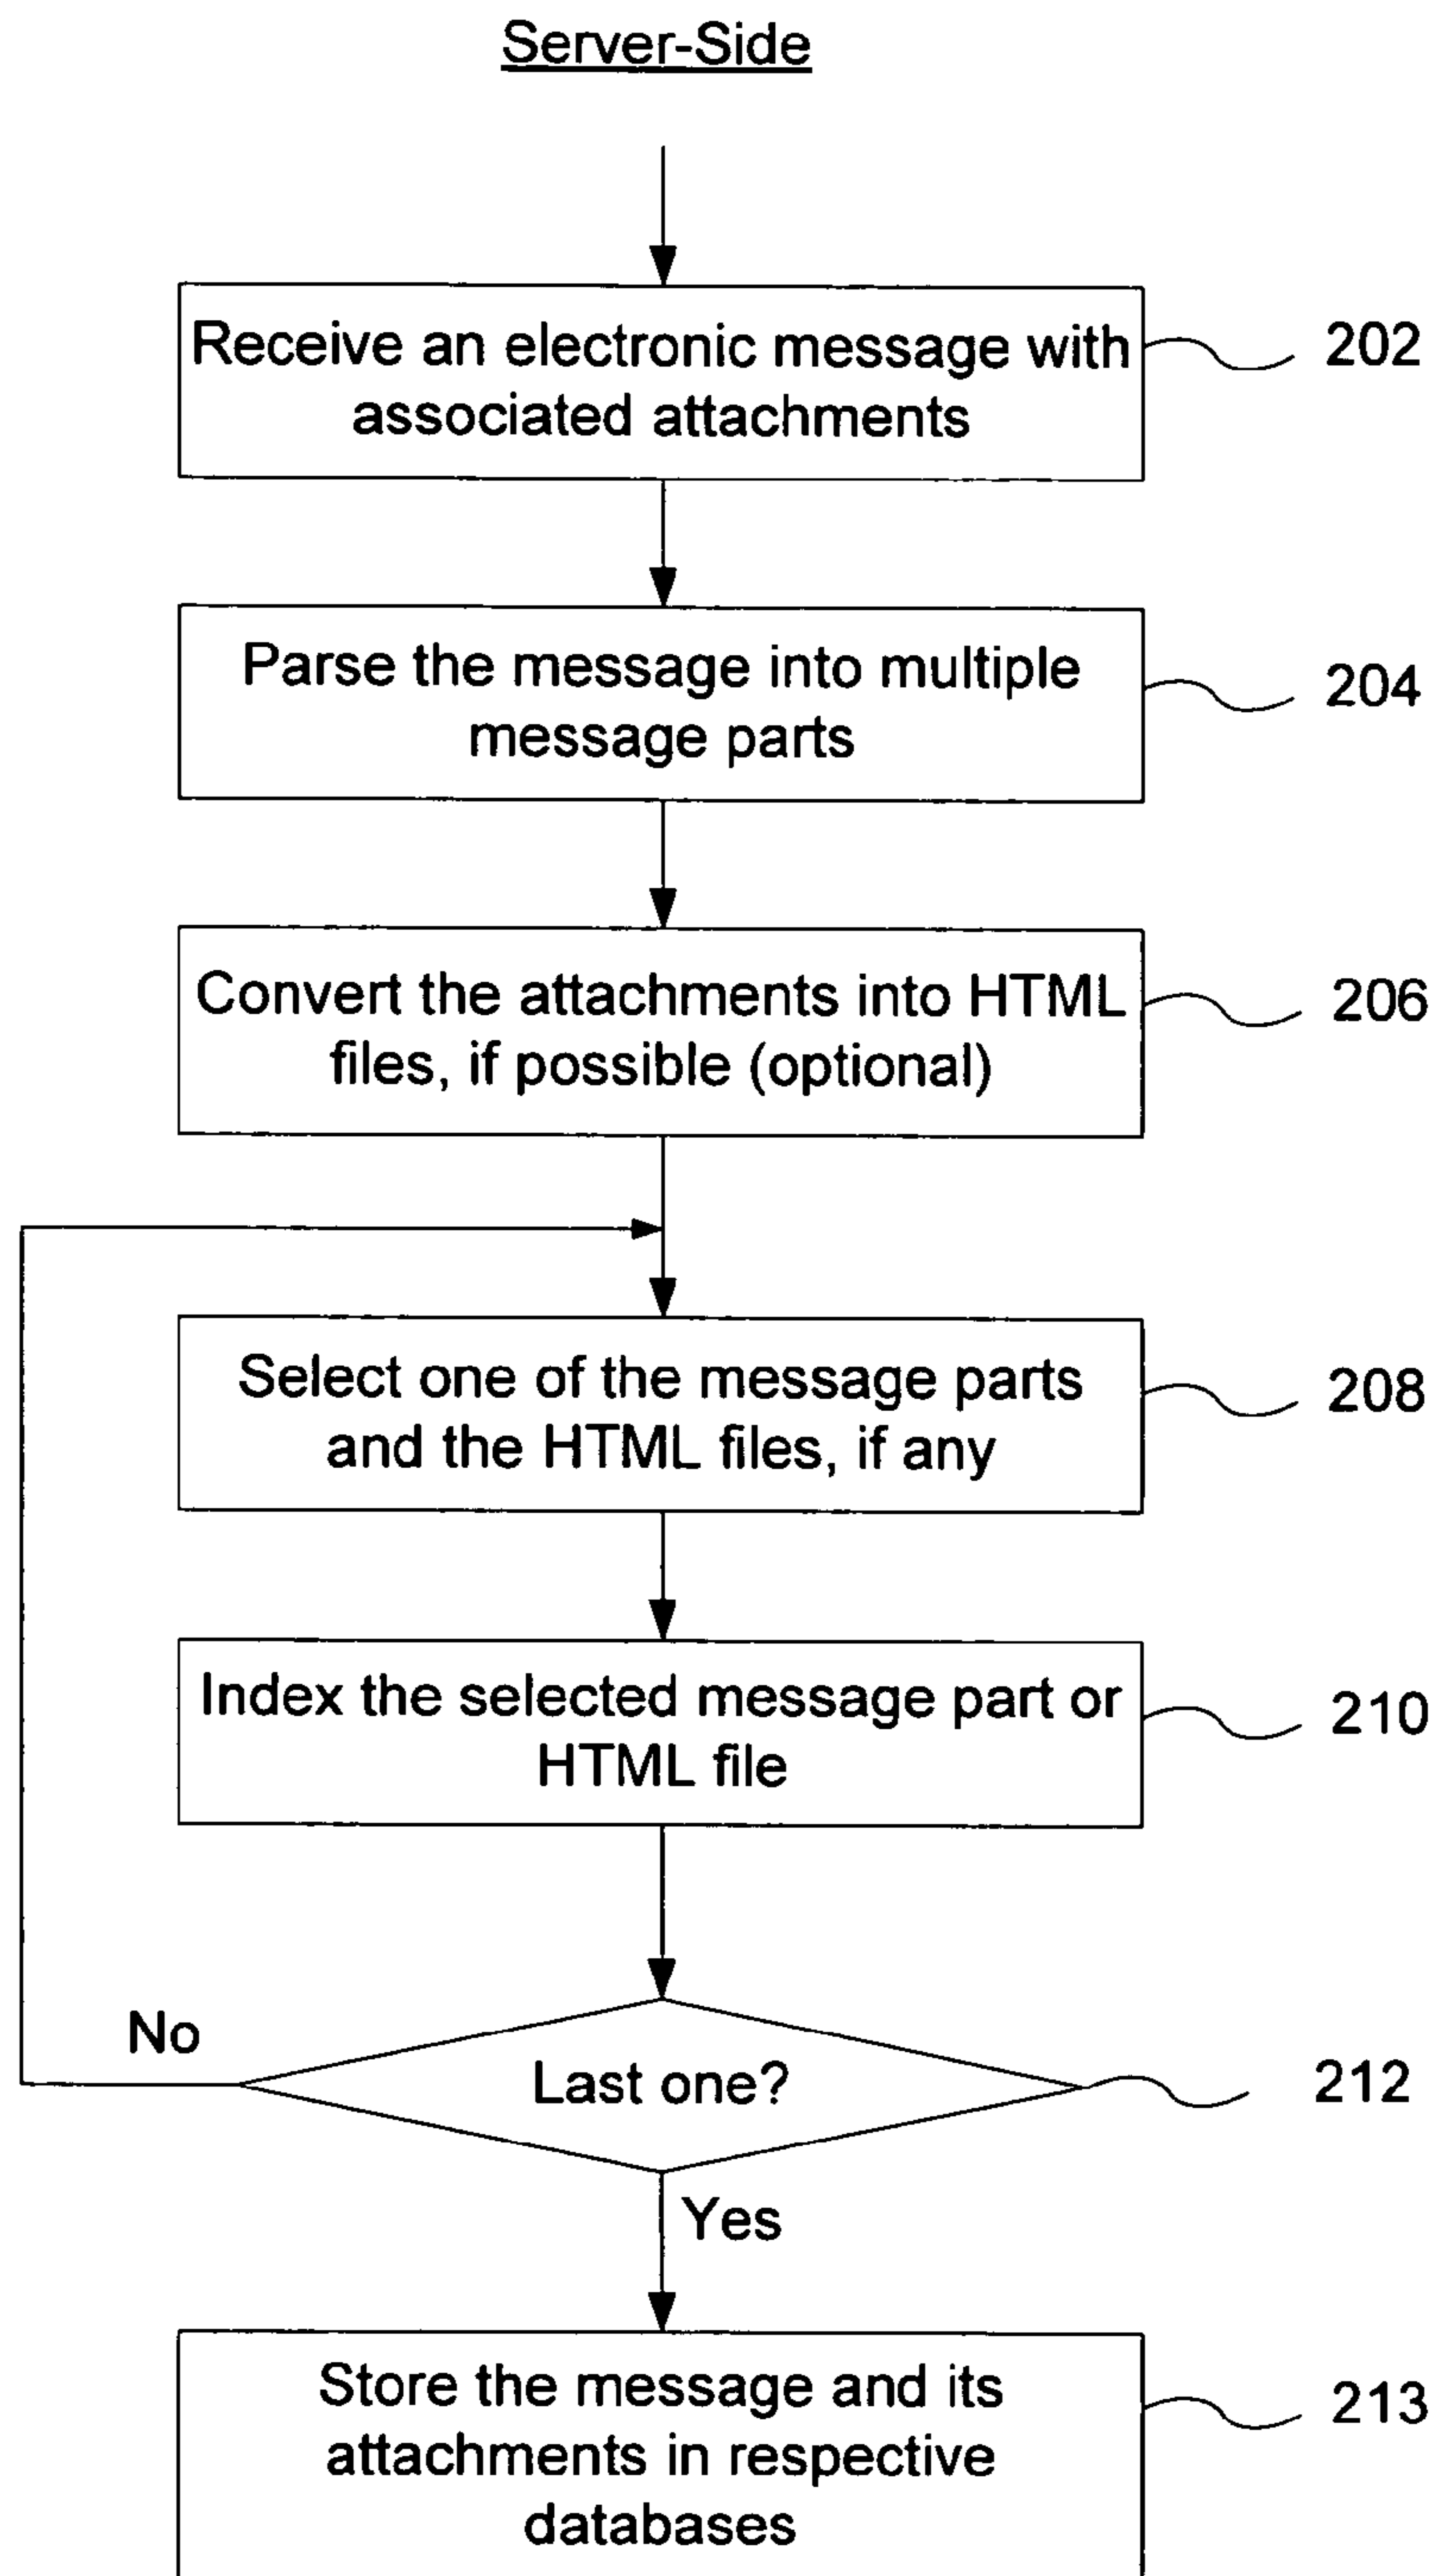 Server-Side
Receive an electronic message with
associated attachments
202
Parse the message into multiple
message parts
204
Convert the attachments into HTML
files, if possible (optional)
206
Select one of the message parts
and the HTML files, if any
208
Index the selected message part or
HTML file
210
No
Last one?
212
Yes
Store the message and its
attachments in respective
databases
213